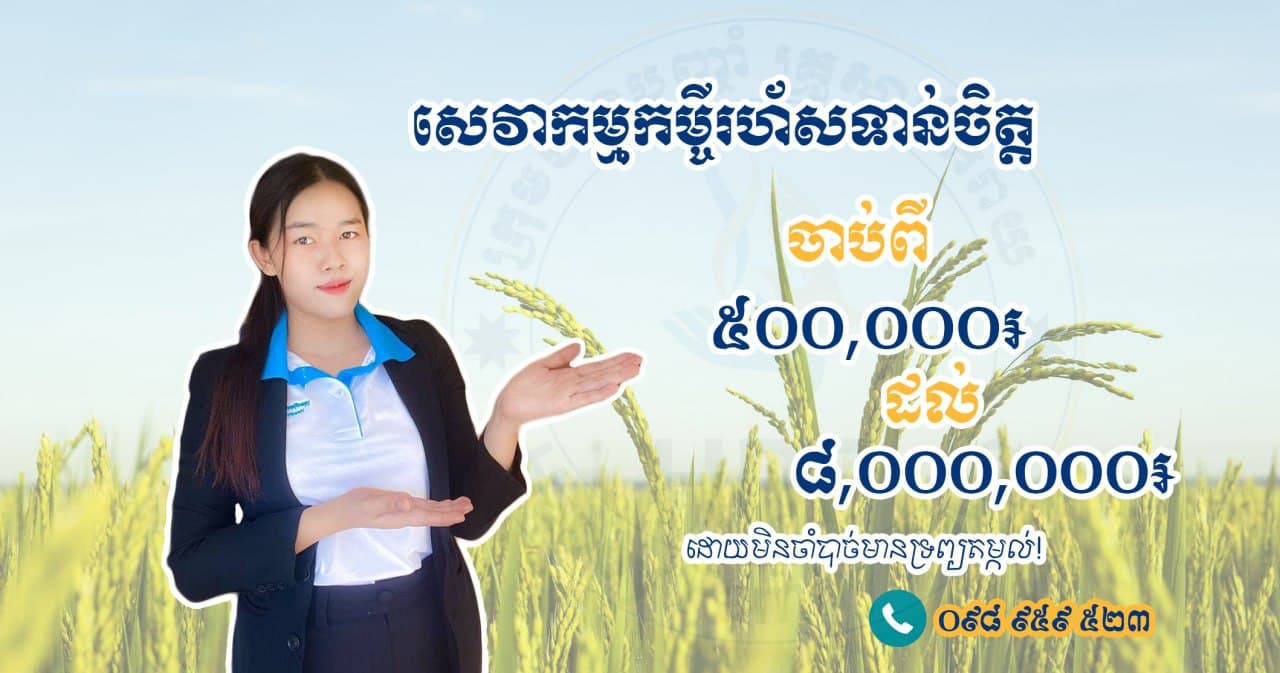 សេវាកម្មកម្ចីរហ័សទាន់ចិត្ត
ចាប់ពី
៥០០,០០០៛
ដល់
៨,០០០,០០០៛
ដោយមិនចាំបាច់មានទ្រព្យតម្កល់!
០៩៨ ៩៥៩ ៥២៣